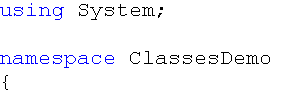 using System;
namespace ClassesDemo
{